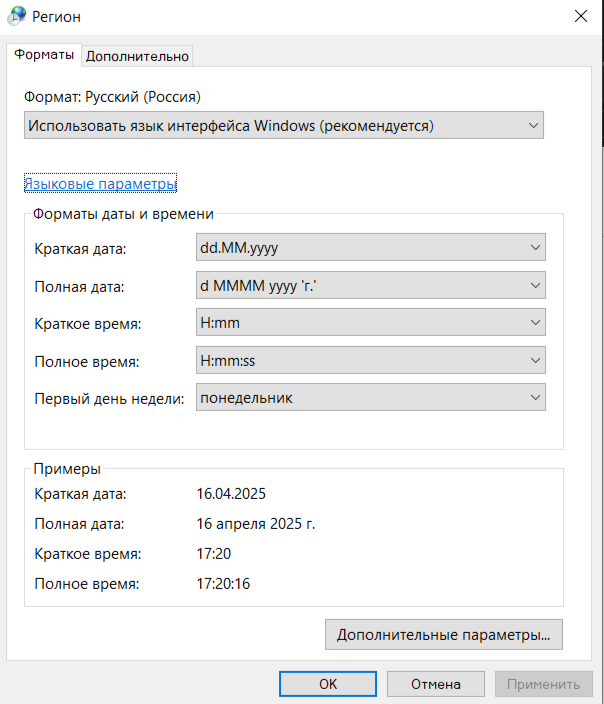 Регион
Форматы Дополнительно
Формат: Русский (Россия)
Использовать язык интерфейса Windows (рекомендуется)
Языковые параметры
Форматы даты и времени
Краткая дата: dd.MM.yyyy
Полная дата: d MMMM yyyy 'г.'
Краткое время: H:mm
Полное время: H:mm:ss
Первый день недели: понедельник
Примеры
Краткая дата: 16.04.2025
Полная дата: 16 апреля 2025 г.
Краткое время: 17:20
Полное время: 17:20:16
Дополнительные параметры...
ОК Отмена Применить